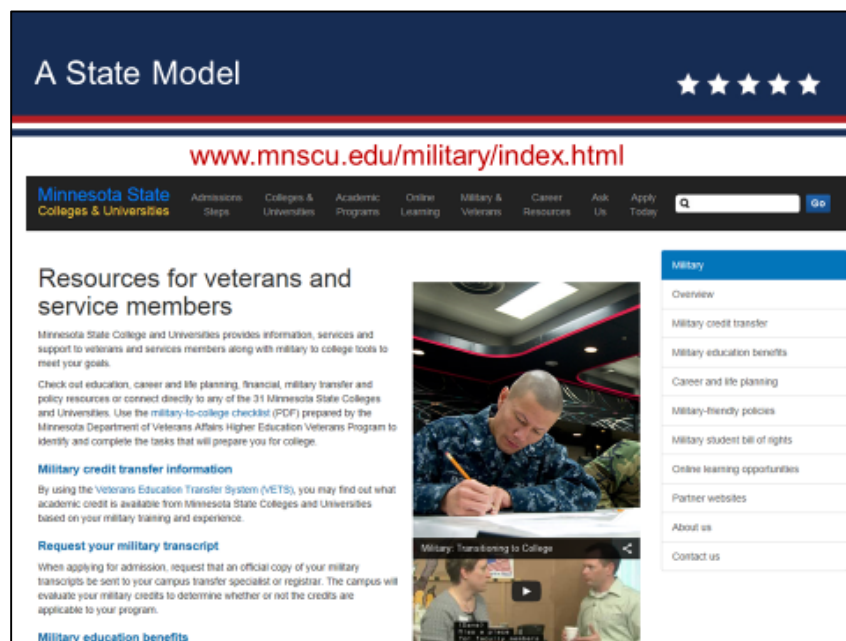 A State Model
www.mnscu.edu/military/index.html
Minnesota State
Colleges & Universities
Admissions
Steps
Colleges &
Universities
Academic
Programs
Online
Learning
Military &
Veterans
Career
Resources
Ask
Us
Apply
Today
Go
Resources for veterans and
service members
Minnesota State College and Universities provides information, services and
support to veterans and services members along with military to college tools to
meet your goals.
Check out education, career and life planning, financial, military transfer and
policy resources or connect directly to any of the 31 Minnesota State Colleges
and Universities. Use the military-to-college checklist (PDF) prepared by the
Minnesota Department of Veterans Affairs Higher Education Veterans Program to
identify and complete the tasks that will prepare you for college.
Military credit transfer information
By using the Veterans Education Transfer System (VETS), you may find out what
academic credit is available from Minnesota State Colleges and Universities
based on your military training and experience.
Request your military transcript
When applying for admission, request that an official copy of your military
transcripts be sent to your campus transfer specialist or registrar. The campus will
evaluate your military credits to determine whether or not the credits are
applicable to your program.
Military education benefits
Military: Transitioning to College
for faculty members
Military
Overview
Military credit transfer
Military education benefits
Career and life planning
Military-friendly policies
Military student bill of rights
Online learning opportunities
Partner websites
About us
Contact us